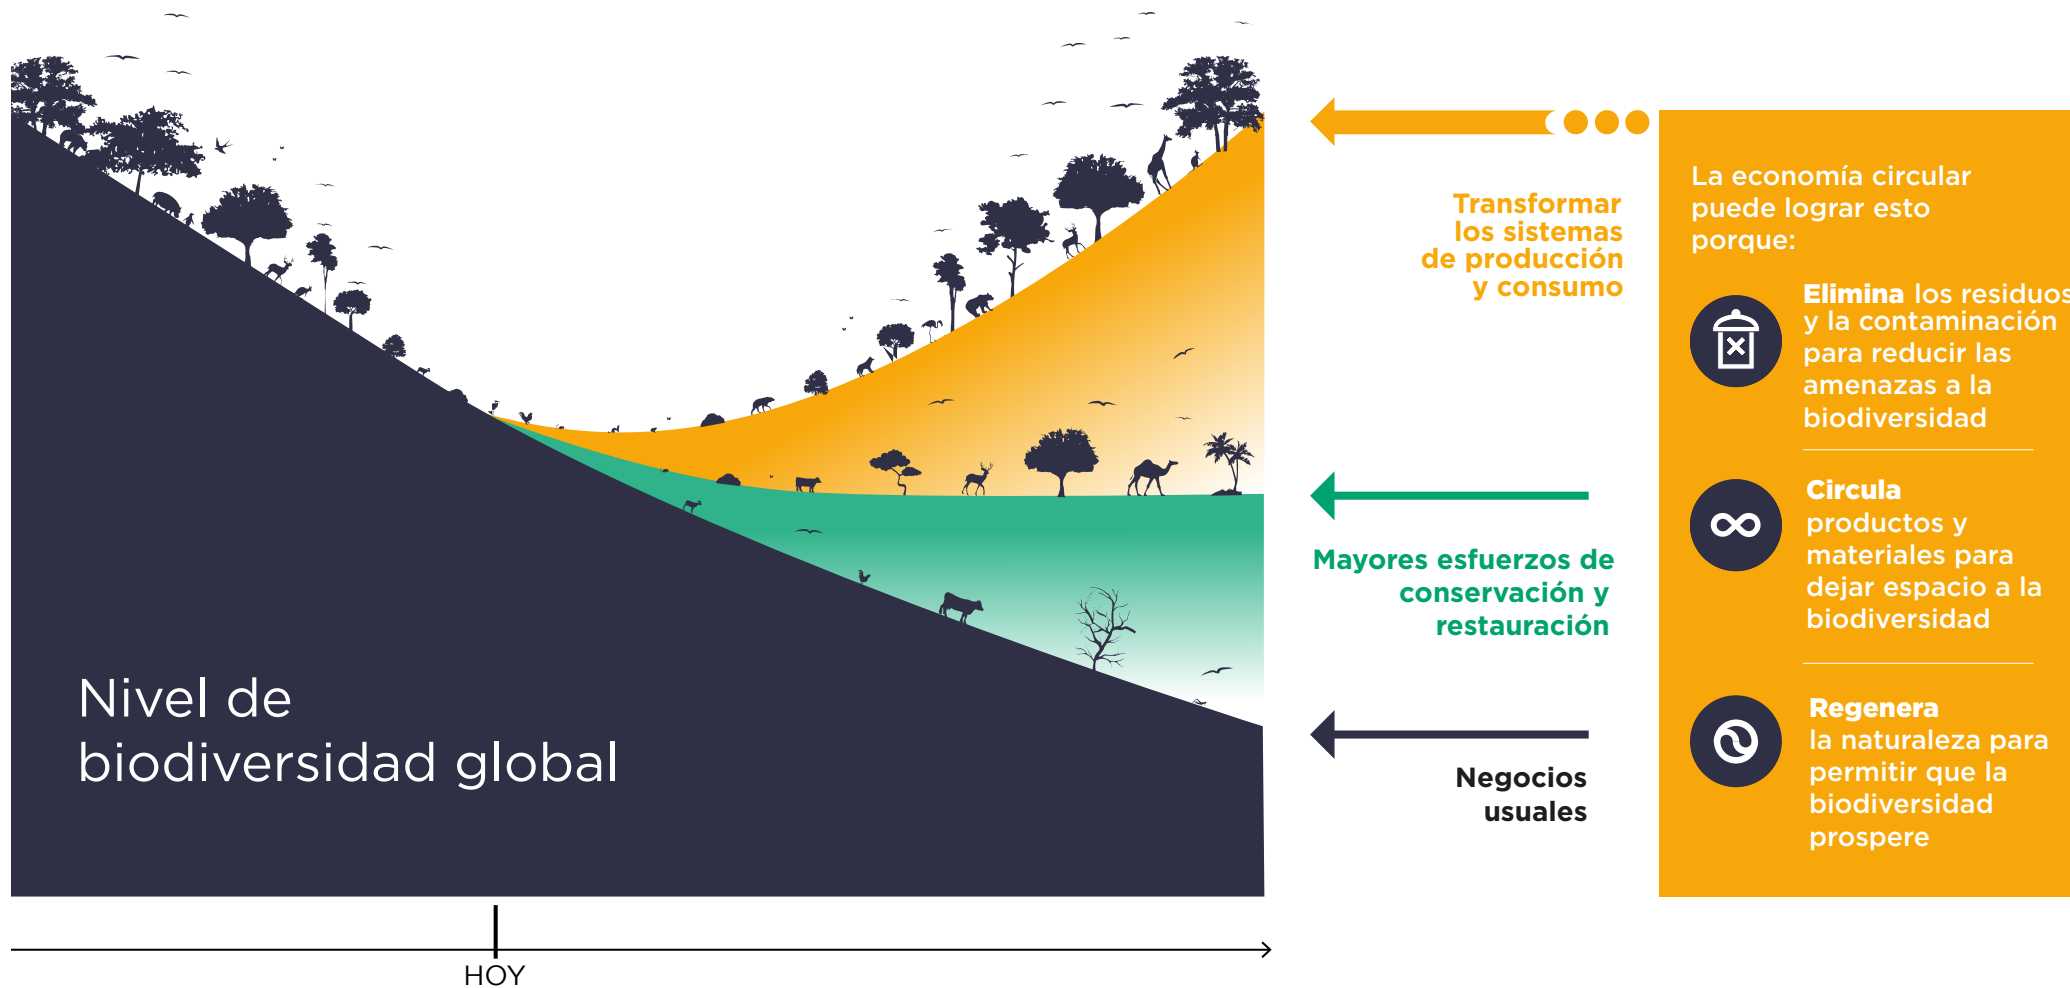 Nivel de
biodiversidad global
HOY
Transformar
los sistemas
de producción
y consumo
Mayores esfuerzos de
conservación y
restauración
Negocios
usuales
La economía circular
puede lograr esto
porque:
Elimina los residuos
y la contaminación
para reducir las
amenazas a la
biodiversidad
Circula
productos y
materiales para
dejar espacio a la
biodiversidad
Regenera
la naturaleza para
permitir que la
biodiversidad
prospere